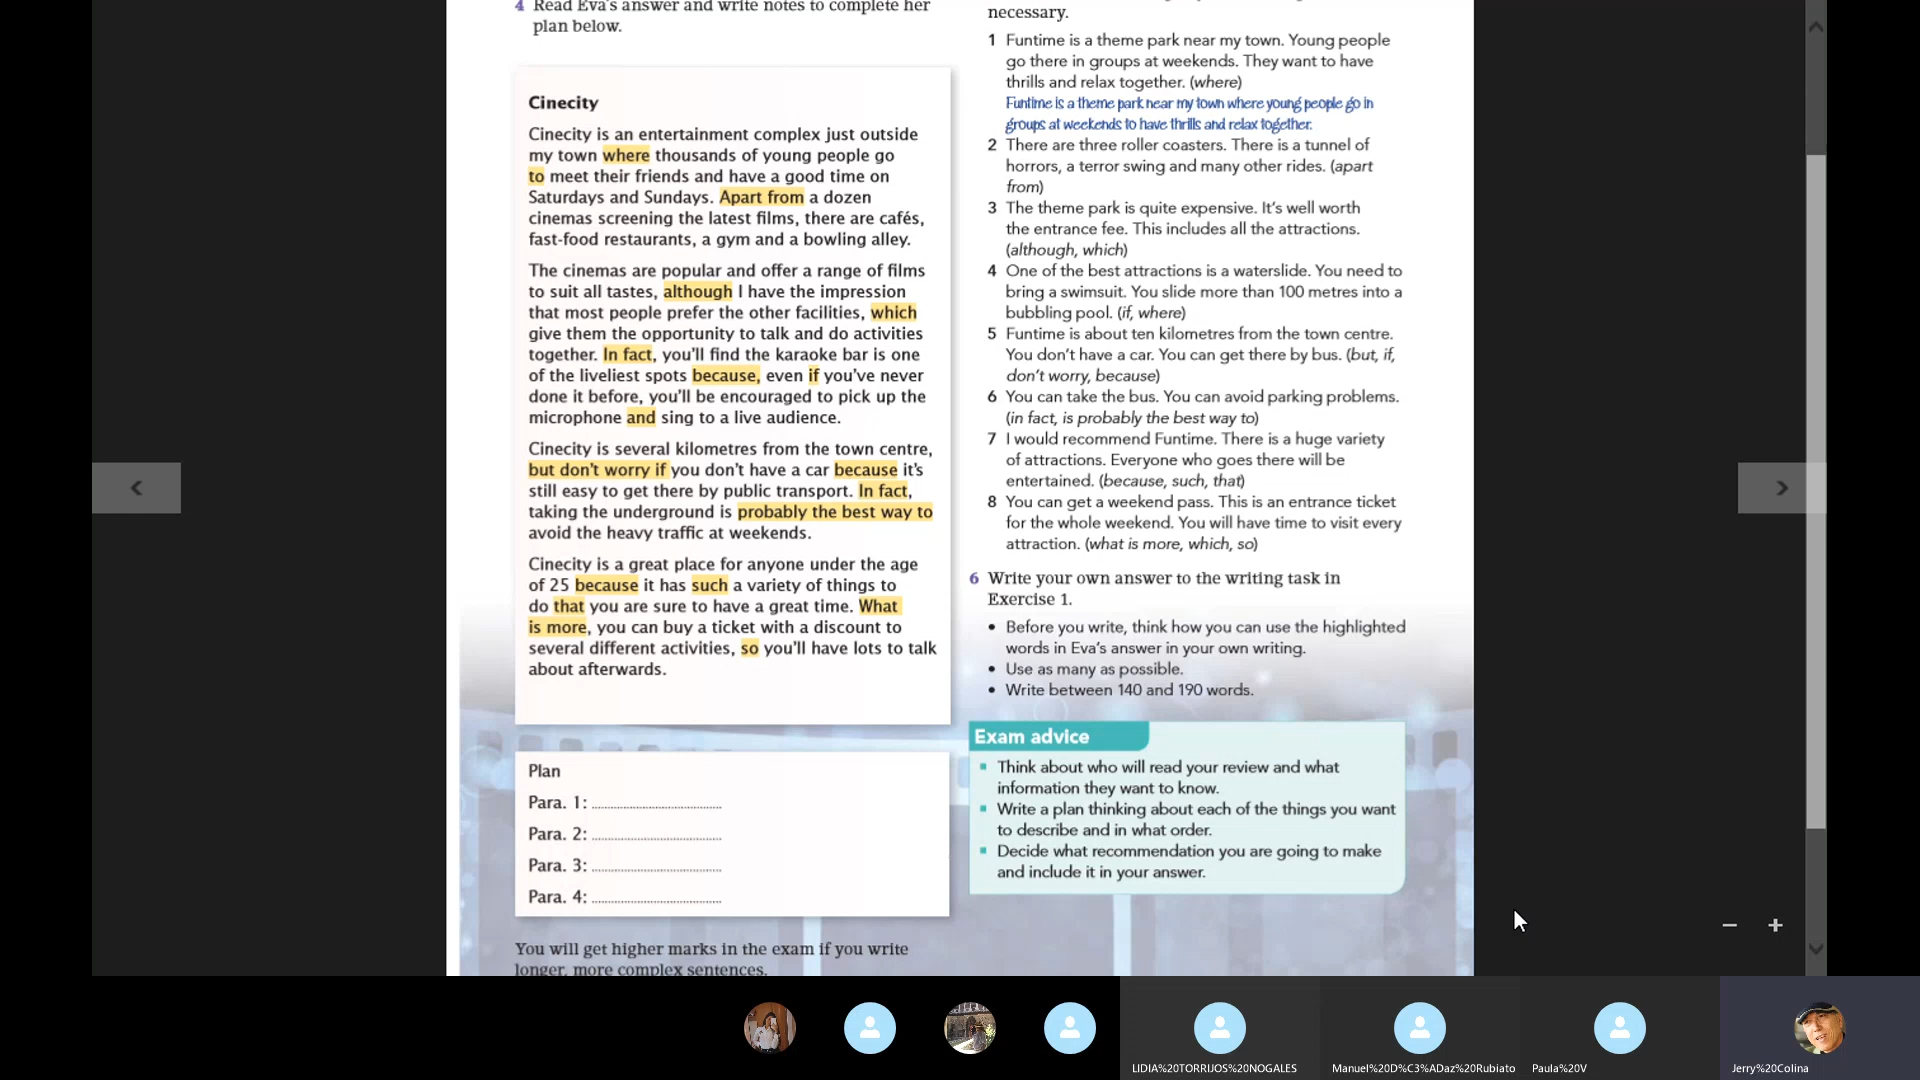 4 Read Eva's answer and write notes to complete her
plan below.
Cinecity
Cinecity is an entertainment complex just outside
my town where thousands of young people go
to meet their friends and have a good time on
Saturdays and Sundays. Apart from a dozen
cinemas screening the latest films, there are cafés,
fast-food restaurants, a gym and a bowling alley.
The cinemas are popular and offer a range of films
to suit all tastes, although I have the impression
that most people prefer the other facilities, which
give them the opportunity to talk and do activities
together. In fact, you'll find the karaoke bar is one
of the liveliest spots because, even if you've never
done it before, you'll be encouraged to pick up the
microphone and sing to a live audience.
Cinecity is several kilometres from the town centre,
but don't worry if you don't have a car because it's
still easy to get there by public transport. In fact,
taking the underground is probably the best way to
avoid the heavy traffic at weekends.
Cinecity is a great place for anyone under the age
of 25 because it has such a variety of things to
do that you are sure to have a great time. What
is more, you can buy a ticket with a discount to
several different activities, so you'll have lots to talk
about afterwards.
Plan
Para. 1:
Para. 2:
Para. 3:
Para. 4:
You will get higher marks in the exam if you write
longer, more complex sentences.
necessary.
1 Funtime is a theme park near my town. Young people
go there in groups at weekends. They want to have
thrills and relax together. (where)
Funtime is a theme park near my town where young people go in
groups at weekends to have thrills and relax together.
2 There are three roller coasters. There is a tunnel of
horrors, a terror swing and many other rides. (apart
from)
3 The theme park is quite expensive. It's well worth
the entrance fee. This includes all the attractions.
(although, which)
4 One of the best attractions is a waterslide. You need to
bring a swimsuit. You slide more than 100 metres into a
bubbling pool. (if, where)
5 Funtime is about ten kilometres from the town centre.
You don't have a car. You can get there by bus. (but, if,
don't worry, because)
6 You can take the bus. You can avoid parking problems.
(in fact, is probably the best way to)
7 I would recommend Funtime. There is a huge variety
of attractions. Everyone who goes there will be
entertained. (because, such, that)
8 You can get a weekend pass. This is an entrance ticket
for the whole weekend. You will have time to visit every
attraction. (what is more, which, so)
6 Write your own answer to the writing task in
Exercise 1.
• Before you write, think how you can use the highlighted
words in Eva's answer in your own writing.
• Use as many as possible.
• Write between 140 and 190 words.
Exam advice
Think about who will read your review and what
information they want to know.
Write a plan thinking about each of the things you want
to describe and in what order.
Decide what recommendation you are going to make
and include it in your answer.
LIDIA%20TORRIJOS%20NOGALES
Manuel%20D%C3%ADaz%20Rubiato
Paula%20V
Jerry%20Colina